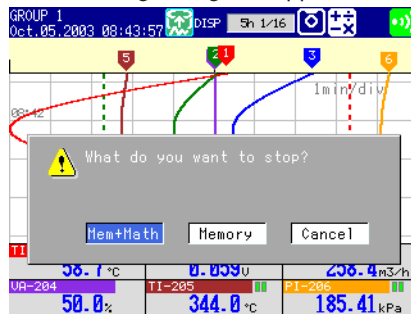 GROUP 1
Oct.05.2003 08:43:57 DISP 5h 1/16
5 2 1 3 6
1min/div
08:42
What do you want to stop?
Mem+Math Memory Cancel
TI
58.7 °C 0.059 V 258.4 m3/h
VA-204 TI-205 PI-206
50.0 % 344.0 °C 185.41 kPa